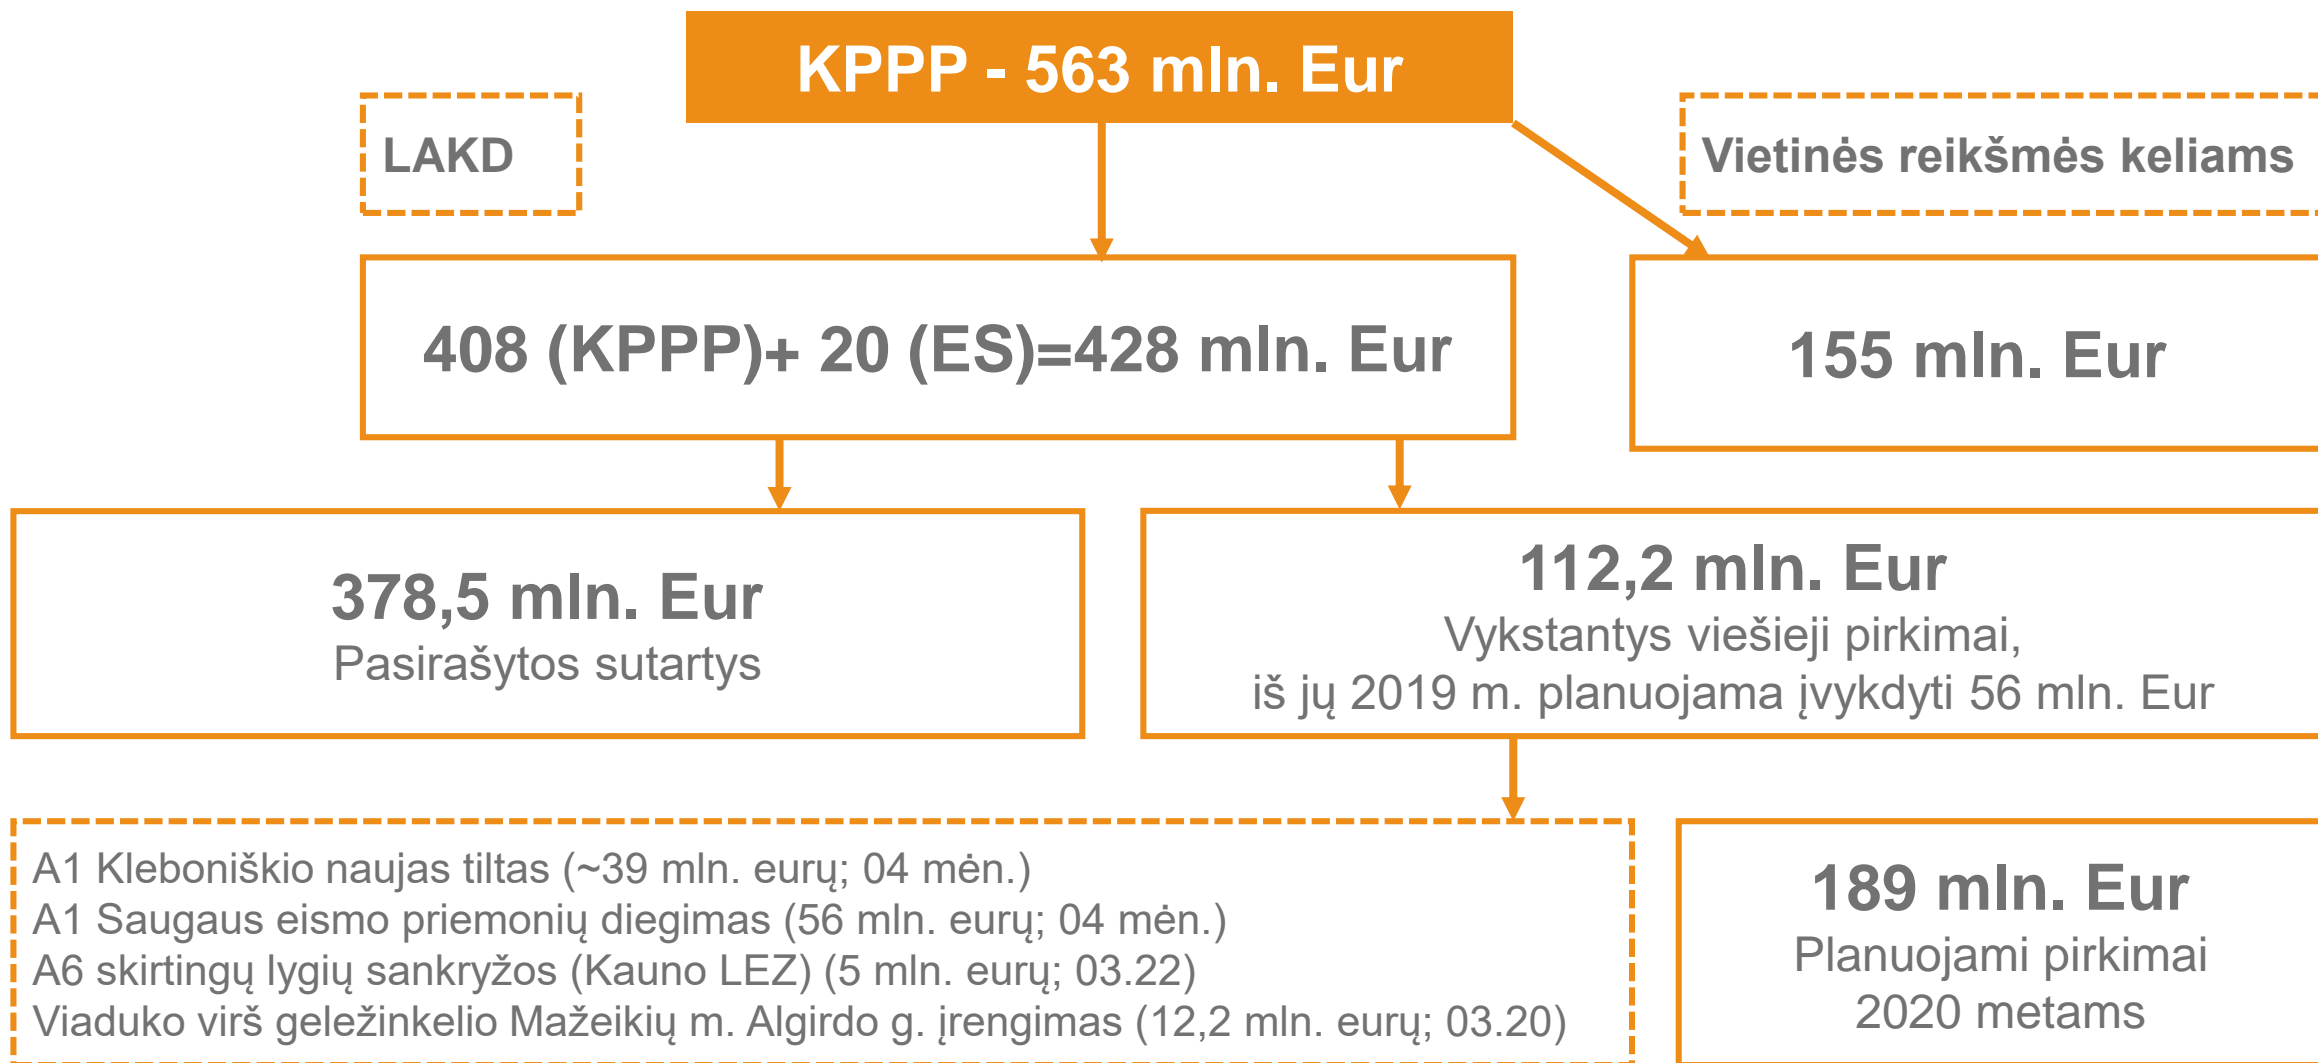 KPPP - 563 mln. Eur
LAKD
Vietinės reikšmės keliams
408 (KPPP)+ 20 (ES)=428 mln. Eur
155 mln. Eur
378,5 mln. Eur
Pasirašytos sutartys
112,2 mln. Eur
Vykstantys viešieji pirkimai,
iš jų 2019 m. planuojama įvykdyti 56 mln. Eur
A1 Kleboniškio naujas tiltas (~39 mln. eurų; 04 mėn.)
A1 Saugaus eismo priemonių diegimas (56 mln. eurų; 04 mėn.)
A6 skirtingų lygių sankryžos (Kauno LEZ) (5 mln. eurų; 03.22)
Viaduko virš geležinkelio Mažeikių m. Algirdo g. įrengimas (12,2 mln. eurų; 03.20)
189 mln. Eur
Planuojami pirkimai
2020 metams